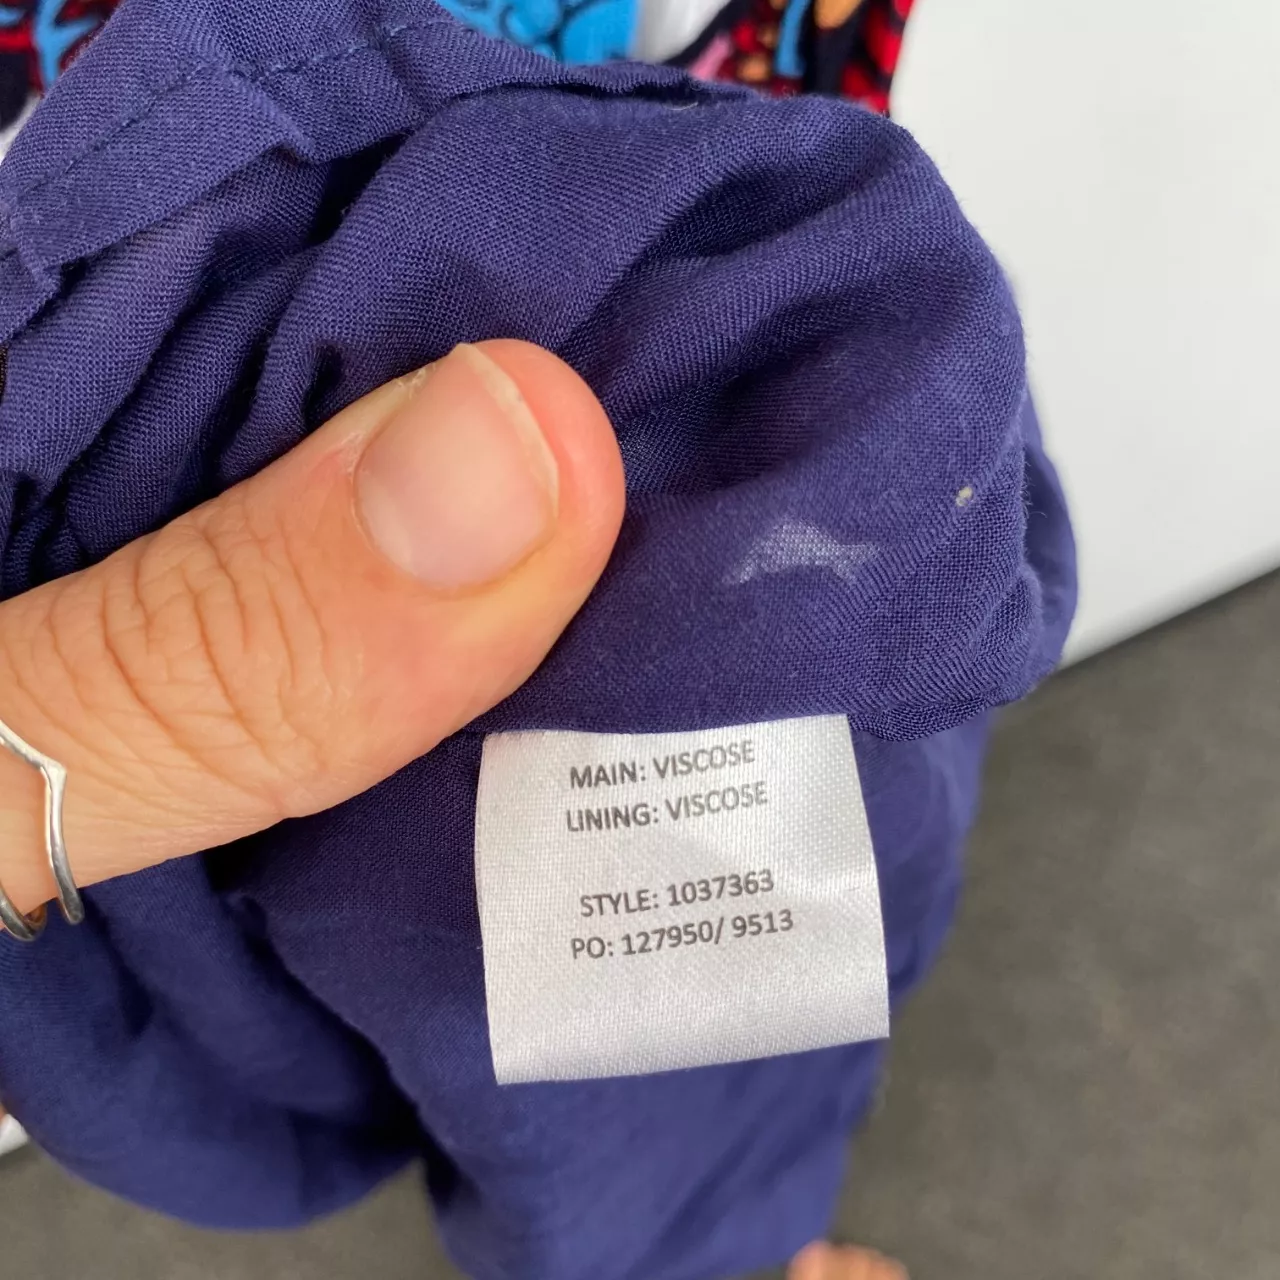 MAIN: VISCOSE
LINING: VISCOSE
STYLE: 1037363
PO: 127950/ 9513